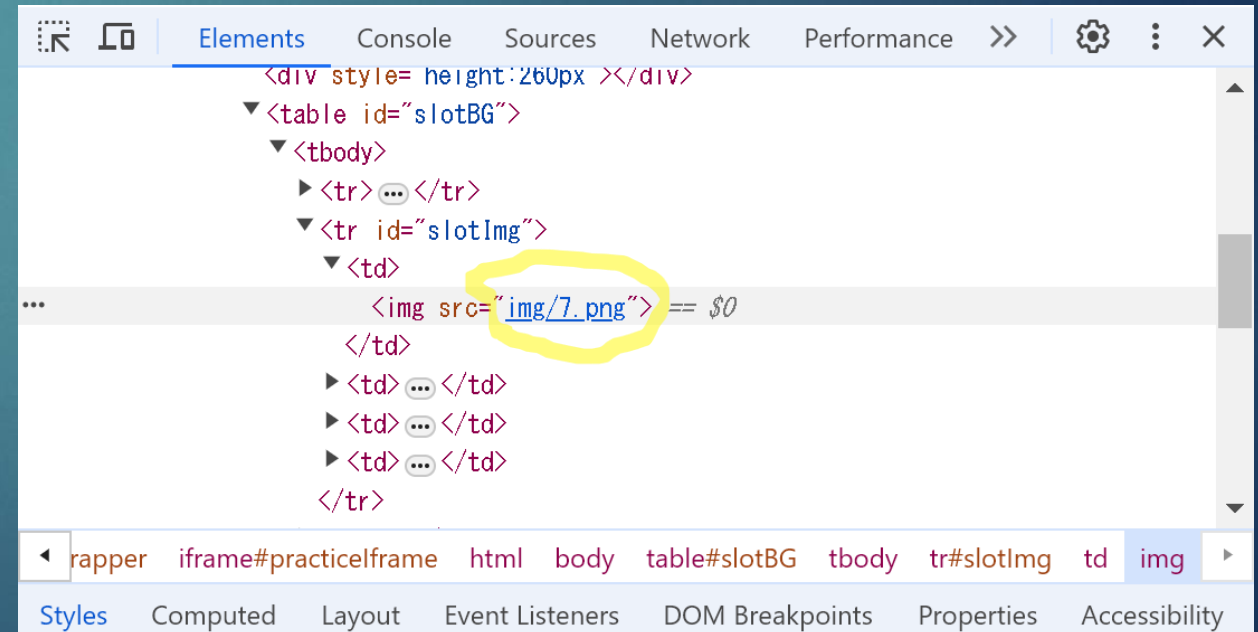 Elements Console Sources Network Performance
<div style= height:260px ></div>
<table id="slotBG">
<tbody>
<tr> … </tr>
<tr id="slotImg">
<td>
… <img src="img/7.png"> == $0
</td>
<td> … </td>
<td> … </td>
<td> … </td>
</tr>
rapper iframe#practiceIframe html body table#slotBG tbody tr#slotImg td img
Styles Computed Layout Event Listeners DOM Breakpoints Properties Accessibility